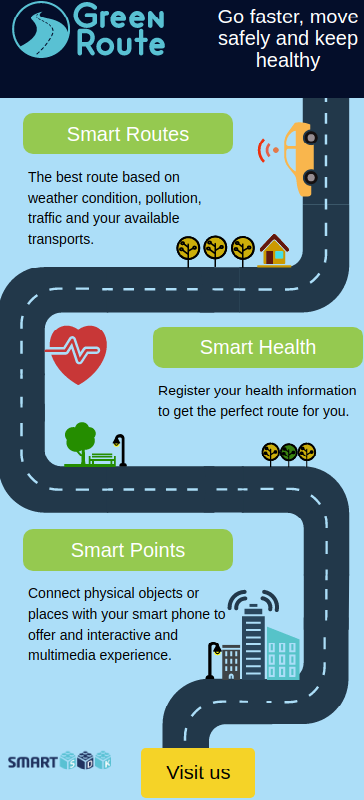 Green
Route
Go faster, move
safely and keep
healthy
Smart Routes
The best route based on
weather condition, pollution,
traffic and your available
transports.
Smart Health
Register your health information
to get the perfect route for you.
Smart Points
Connect physical objects or
places with your smart phone to
offer and interactive and
multimedia experience.
SMART SDK
Visit us